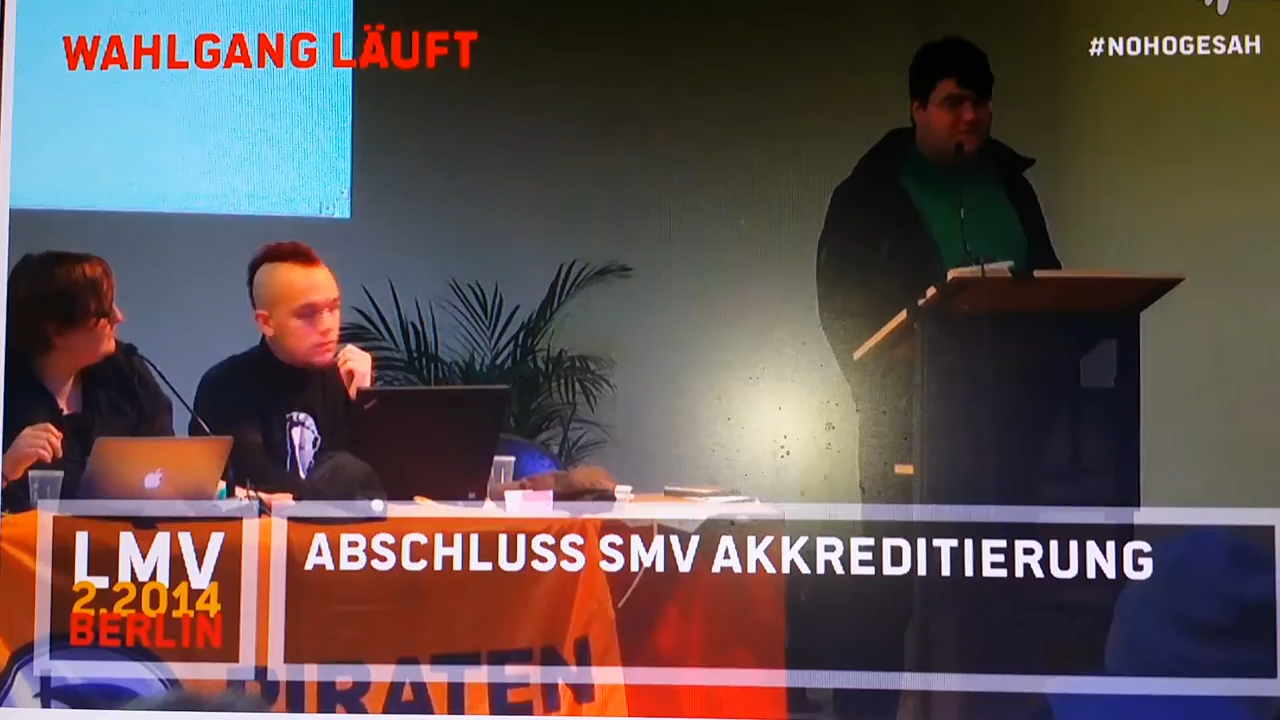 WAHLGANG LÄUFT
#NOHOGESAH
LMV
2.2014
BERLIN
ABSCHLUSS SMV AKKREDITIERUNG
PIRATEN